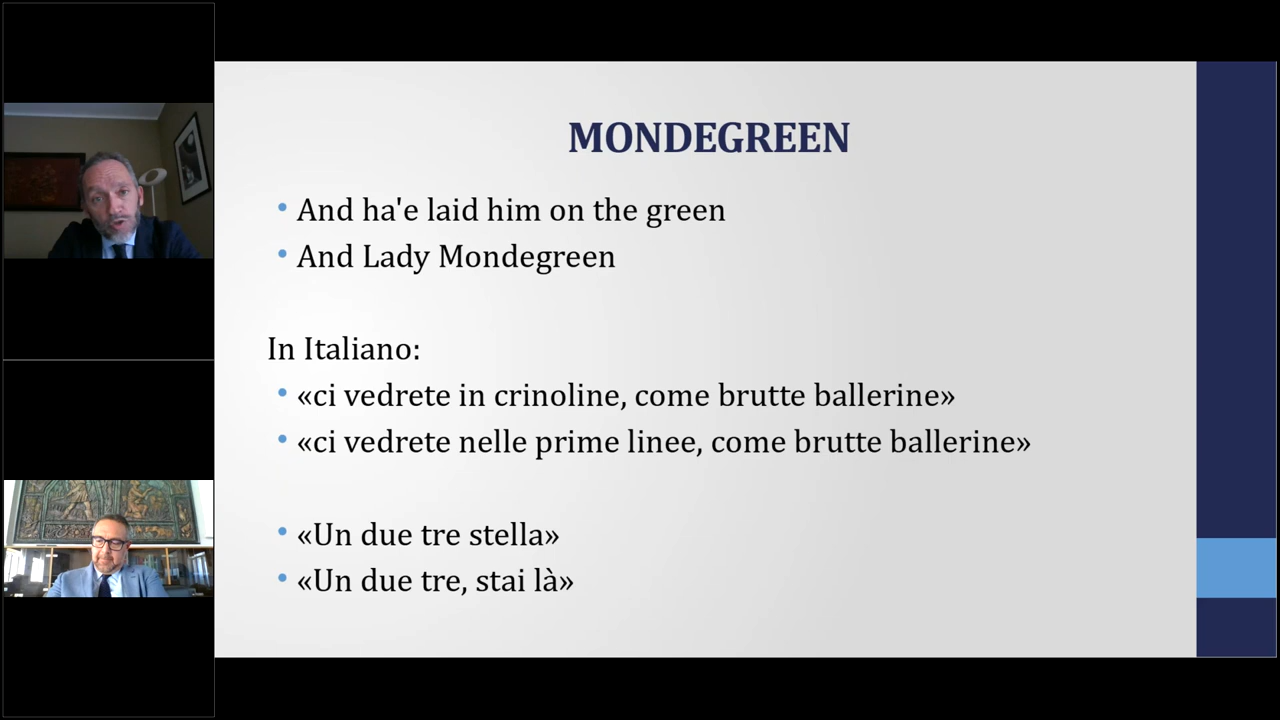 MONDEGREEN
• And ha'e laid him on the green
• And Lady Mondegreen
In Italiano:
• «ci vedrete in crinoline, come brutte ballerine»
• «ci vedrete nelle prime linee, come brutte ballerine»
• «Un due tre stella»
• «Un due tre, stai là»